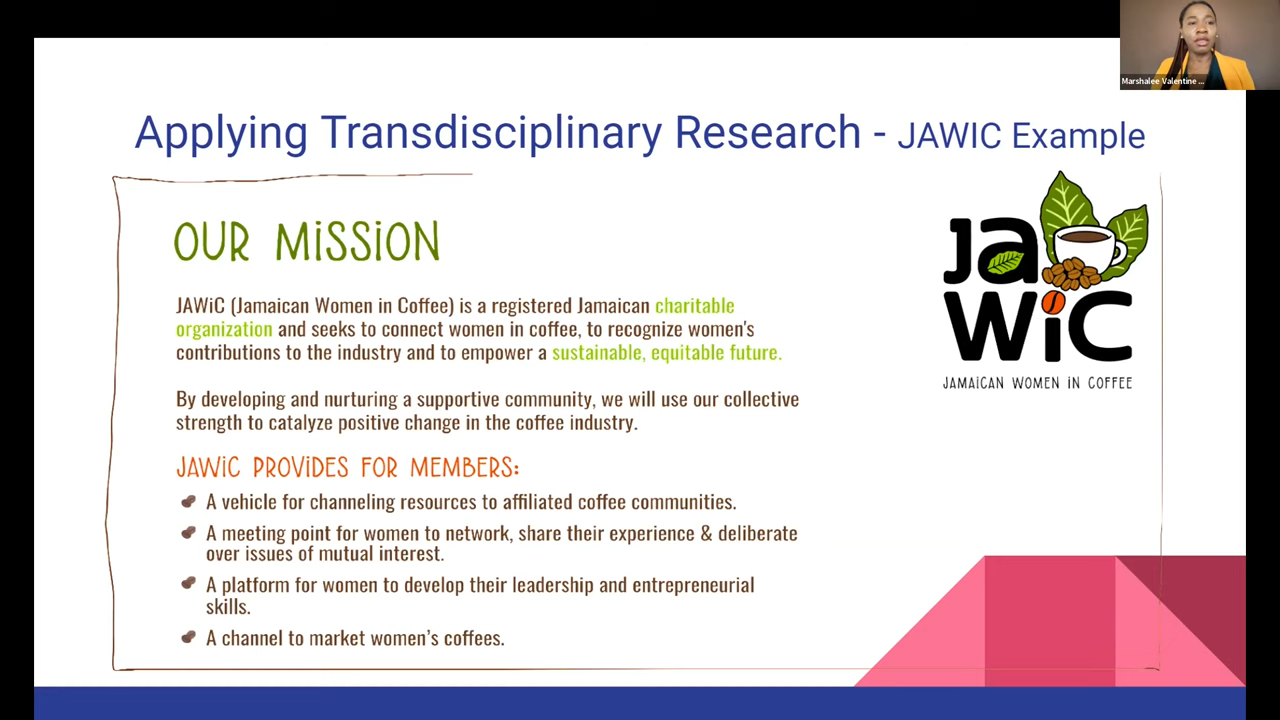 Marshalee Valentine ...
Applying Transdisciplinary Research - JAWIC Example
OUR MiSSiON
JAWiC (Jamaican Women in Coffee) is a registered Jamaican charitable
organization and seeks to connect women in coffee, to recognize women's
contributions to the industry and to empower a sustainable, equitable future.
By developing and nurturing a supportive community, we will use our collective
strength to catalyze positive change in the coffee industry.
JAWiC PROViDES FOR MEMBERS:
A vehicle for channeling resources to affiliated coffee communities.
A meeting point for women to network, share their experience & deliberate
over issues of mutual interest.
A platform for women to develop their leadership and entrepreneurial
skills.
A channel to market women’s coffees.
Ja
WiC
JAMAiCAN WOMEN iN COFFEE